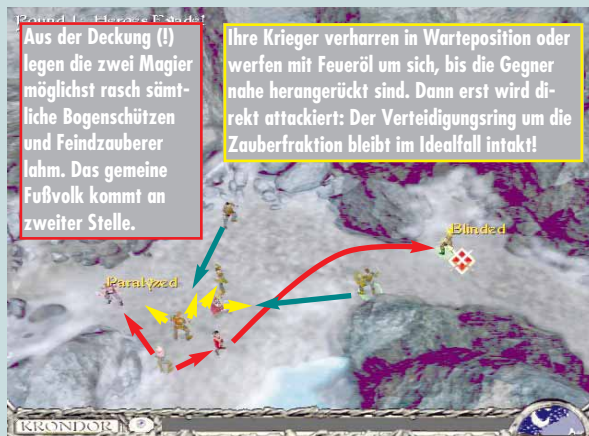 Round 1 - Heroes Evade!
Aus der Deckung (!)
legen die zwei Magier
möglichst rasch sämt-
liche Bogenschützen
und Feindzauberer
lahm. Das gemeine
Fußvolk kommt an
zweiter Stelle.
Ihre Krieger verharren in Warteposition oder
werfen mit Feueröl um sich, bis die Gegner
nahe herangerückt sind. Dann erst wird di-
rekt attackiert: Der Verteidigungsring um die
Zauberfraktion bleibt im Idealfall intakt!
Blinded
Paralyzed
KRONDOR